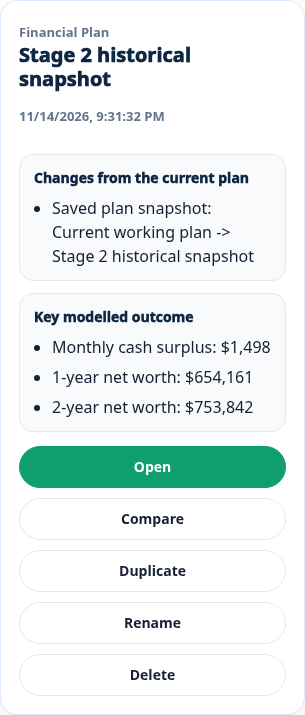 Financial Plan
Stage 2 historical
snapshot
11/14/2026, 9:31:32 PM
Changes from the current plan
• Saved plan snapshot:
Current working plan ->
Stage 2 historical snapshot
Key modelled outcome
• Monthly cash surplus: $1,498
• 1-year net worth: $654,161
• 2-year net worth: $753,842
Open
Compare
Duplicate
Rename
Delete